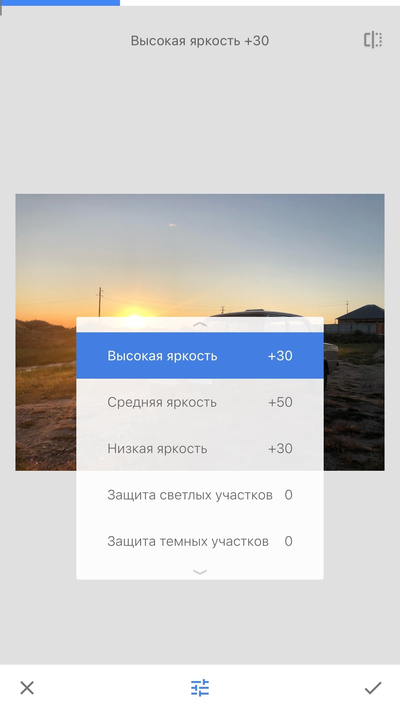 Высокая яркость +30
Высокая яркость +30
Средняя яркость +50
Низкая яркость +30
Защита светлых участков 0
Защита темных участков 0